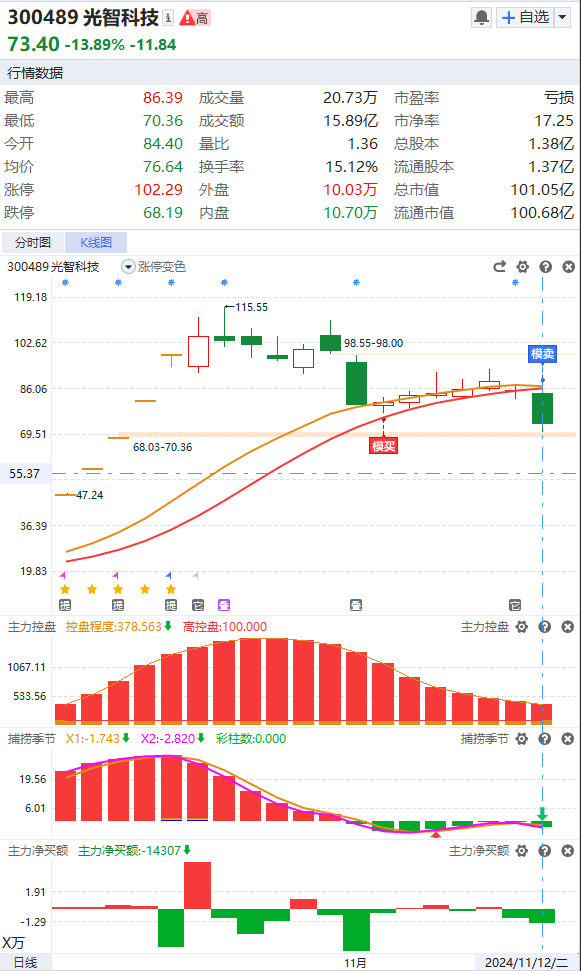 300489 光智科技 i 高 自选
73.40 -13.89% -11.84
行情数据
最高 86.39 成交量 20.73万 市盈率 亏损
最低 70.36 成交额 15.89亿 市净率 17.25
今开 84.40 量比 1.36 总股本 1.38亿
均价 76.64 换手率 15.12% 流通股本 1.37亿
涨停 102.29 外盘 10.03万 总市值 101.05亿
跌停 68.19 内盘 10.70万 流通市值 100.68亿
分时图 K线图
300489 光智科技 涨停变色
119.18
115.55
102.62
98.55-98.00
模卖
86.06
69.51
68.03-70.36
模买
55.37
47.24
36.39
19.83
主力控盘 控盘程度:378.563 高控盘:100.000 主力控盘
1067.11
533.56
捕捞季节 X1:-1.743 X2:-2.820 彩柱数:0.000 捕捞季节
19.56
6.01
主力净买额 主力净买额:-14307 主力净买额
1.91
-1.29
X万
日线 11月 2024/11/12/二